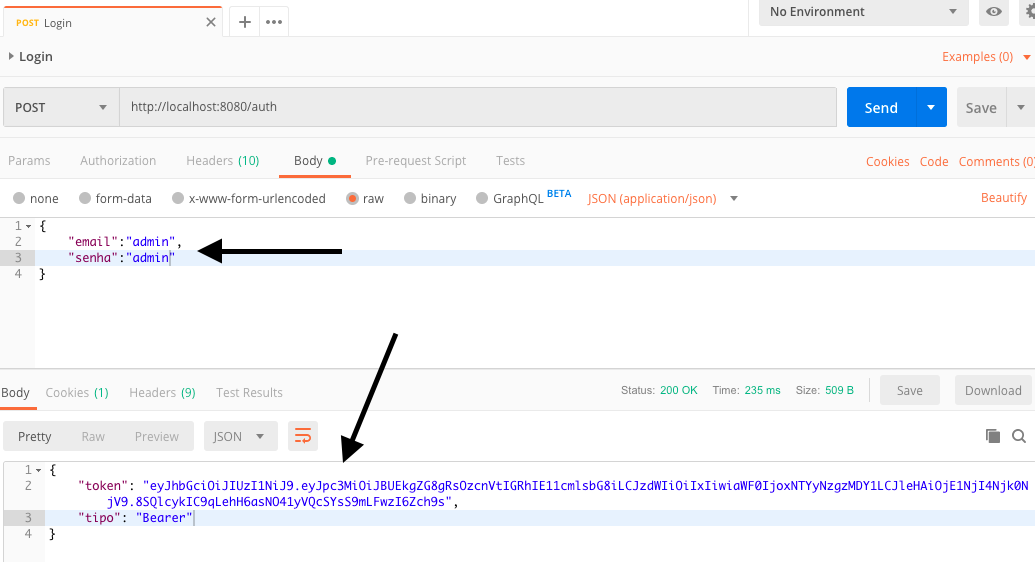 POST Login
No Environment
Login
Examples (0)
POST
http://localhost:8080/auth
Send
Save
Params Authorization Headers (10) Body Pre-request Script Tests
Cookies Code Comments (0)
none form-data x-www-form-urlencoded raw binary GraphQL BETA JSON (application/json)
Beautify
1 {
2 "email":"admin",
3 "senha":"admin"
4 }
Body Cookies (1) Headers (9) Test Results
Status: 200 OK Time: 235 ms Size: 509 B
Save Download
Pretty Raw Preview JSON
1 {
2 "token": "eyJhbGciOiJIUzI1NiJ9.eyJpc3MiOiJBUEkgZG8gRsOzcnVtIGRhIE11cmlsbG8iLCJzdWIiOiIxIiwiaWF0IjoxNTYyNzgzMDY1LCJleHAiOjE1NjI4Njk0N
jV9.8SQlcykIC9qLehH6asNO41yVQcSYsS9mLFwzI6Zch9s",
3 "tipo": "Bearer"
4 }